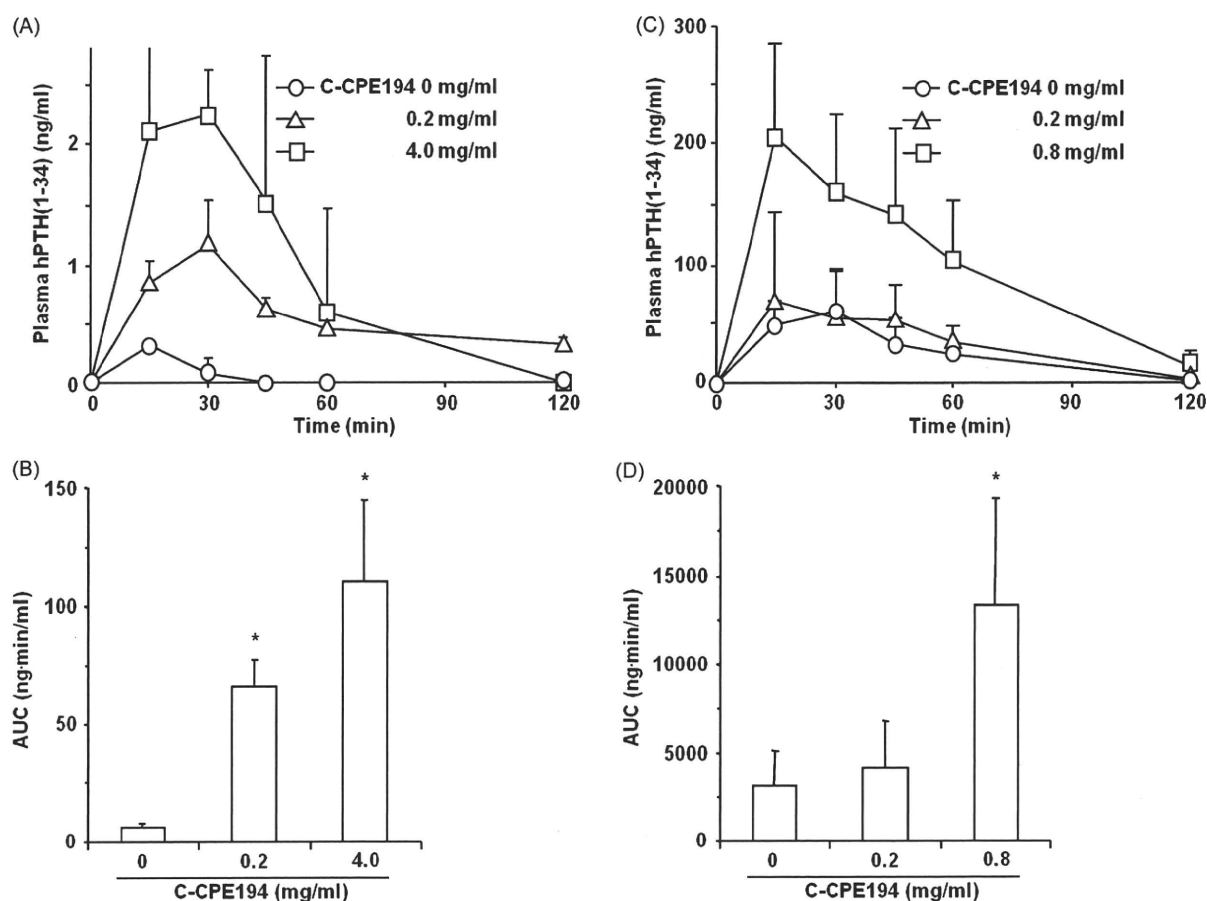 (A)
Plasma hPTH(1-34) (ng/ml)
2
1
0
C-CPE194 0 mg/ml
0.2 mg/ml
4.0 mg/ml
0 30 60 90 120
Time (min)
(C)
Plasma hPTH(1-34) (ng/ml)
300
200
100
0
C-CPE194 0 mg/ml
0.2 mg/ml
0.8 mg/ml
0 30 60 90 120
Time (min)
(B)
AUC (ng·min/ml)
150
100
50
0
*
*
0 0.2 4.0
C-CPE194 (mg/ml)
(D)
AUC (ng·min/ml)
20000
15000
10000
5000
0
*
0 0.2 0.8
C-CPE194 (mg/ml)